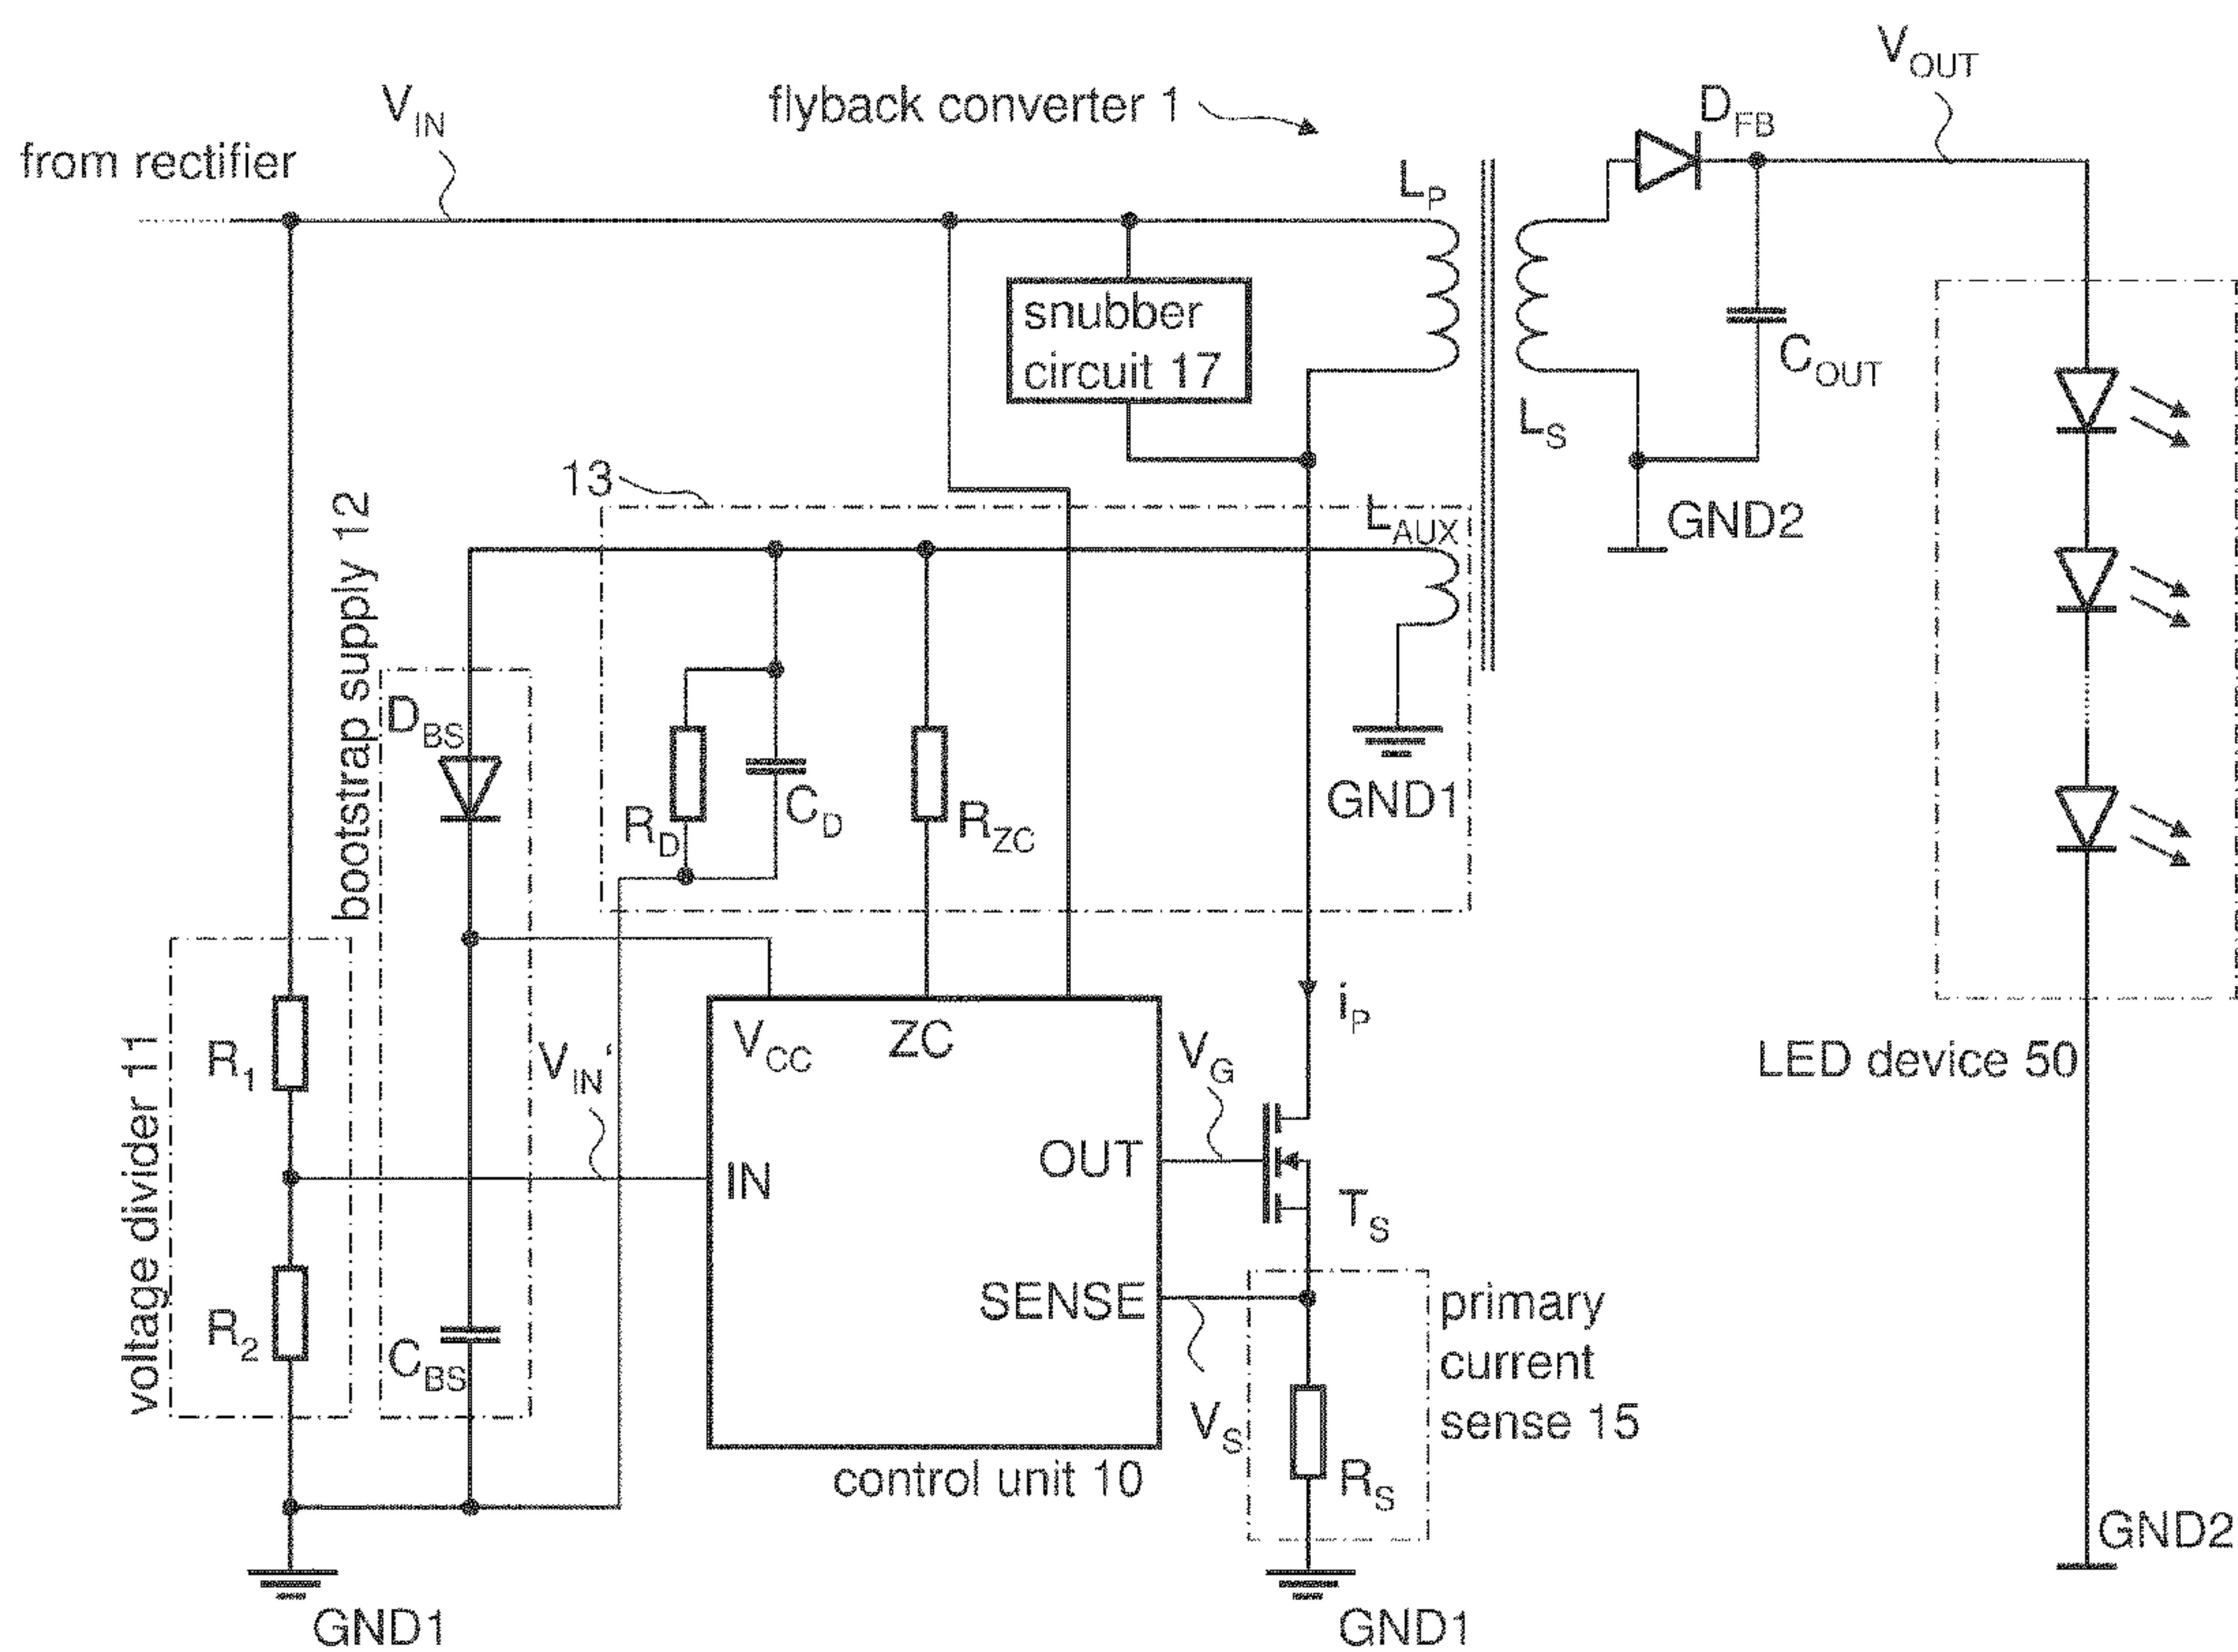 V_OUT
flyback converter 1
V_IN
D_FB
from rectifier
L_P
snubber
circuit 17
C_OUT
L_S
13
L_AUX
GND2
bootstrap supply 12
D_BS
R_D
C_D
R_ZC
GND1
voltage divider 11
R_1
V_IN'
V_CC
ZC
i_P
V_G
LED device 50
IN
OUT
T_S
SENSE
primary
current
sense 15
R_2
C_BS
V_S
R_S
control unit 10
GND2
GND1
GND1